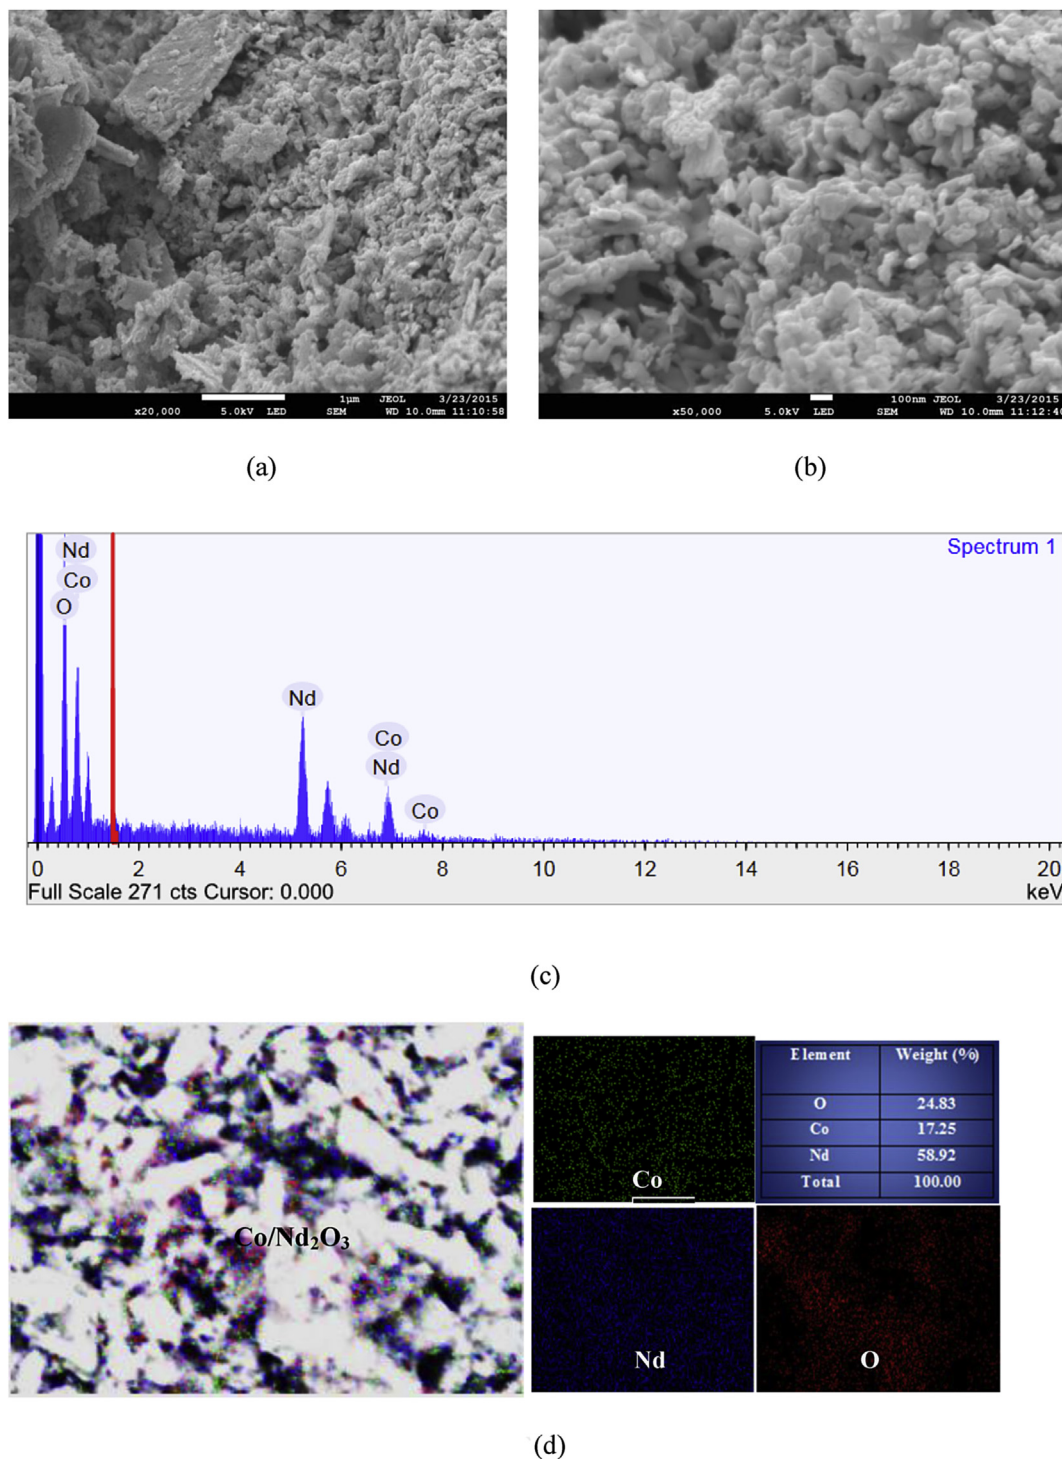 1µm JEOL 3/23/2015
x20,000 5.0kV LED SEM WD 10.0mm 11:10:58
100nm JEOL 3/23/2015
x50,000 5.0kV LED SEM WD 10.0mm 11:12:40
(a)
(b)
Spectrum 1
Nd
Co
O
Nd
Co
Nd
Co
0 2 4 6 8 10 12 14 16 18 20
Full Scale 271 cts Cursor: 0.000 keV
(c)
Co/Nd₂O₃
Co
Element Weight (%)
O 24.83
Co 17.25
Nd 58.92
Total 100.00
Nd
O
(d)